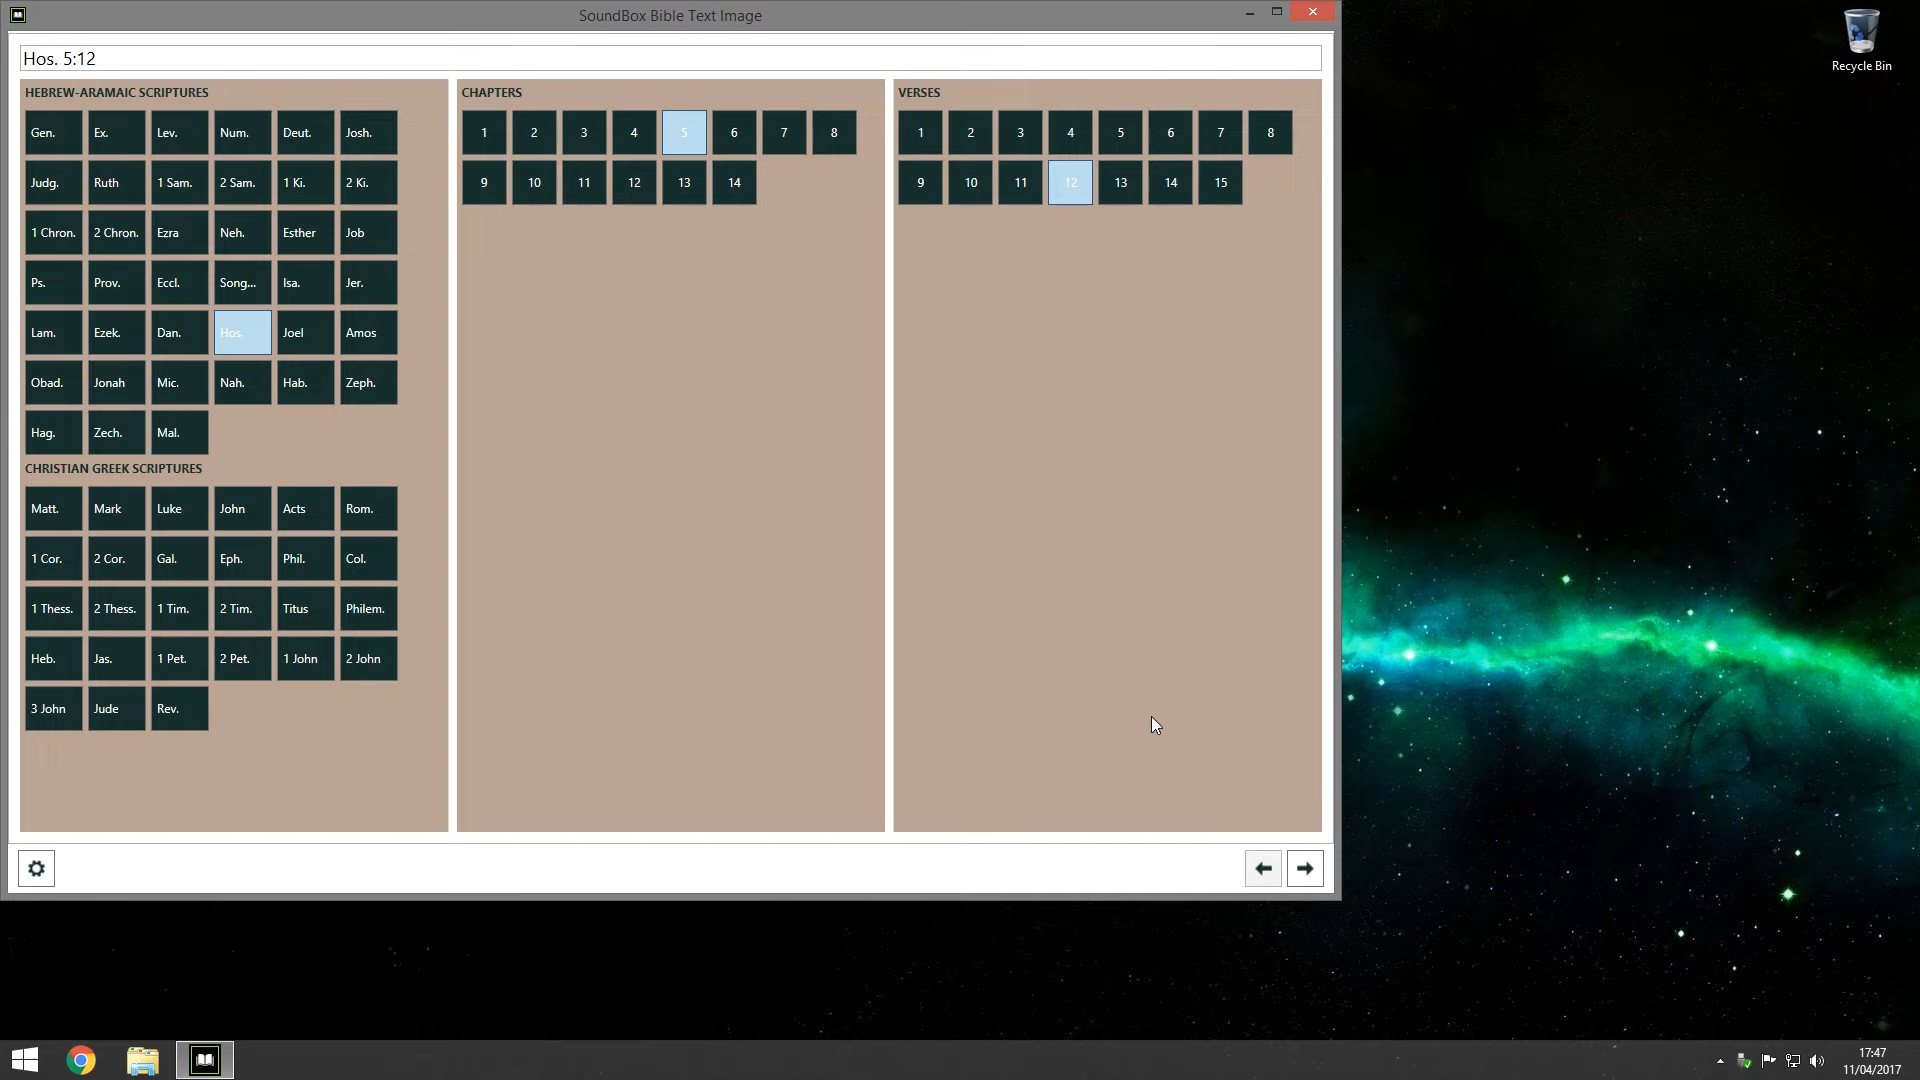 SoundBox Bible Text Image
Recycle Bin
Hos. 5:12
HEBREW-ARAMAIC SCRIPTURES
Gen. Ex. Lev. Num. Deut. Josh.
Judg. Ruth 1 Sam. 2 Sam. 1 Ki. 2 Ki.
1 Chron. 2 Chron. Ezra Neh. Esther Job
Ps. Prov. Eccl. Song... Isa. Jer.
Lam. Ezek. Dan. Hos. Joel Amos
Obad. Jonah Mic. Nah. Hab. Zeph.
Hag. Zech. Mal.
CHRISTIAN GREEK SCRIPTURES
Matt. Mark Luke John Acts Rom.
1 Cor. 2 Cor. Gal. Eph. Phil. Col.
1 Thess. 2 Thess. 1 Tim. 2 Tim. Titus Philem.
Heb. Jas. 1 Pet. 2 Pet. 1 John 2 John
3 John Jude Rev.
CHAPTERS
1 2 3 4 5 6 7 8
9 10 11 12 13 14
VERSES
1 2 3 4 5 6 7 8
9 10 11 12 13 14 15
17:47
11/04/2017